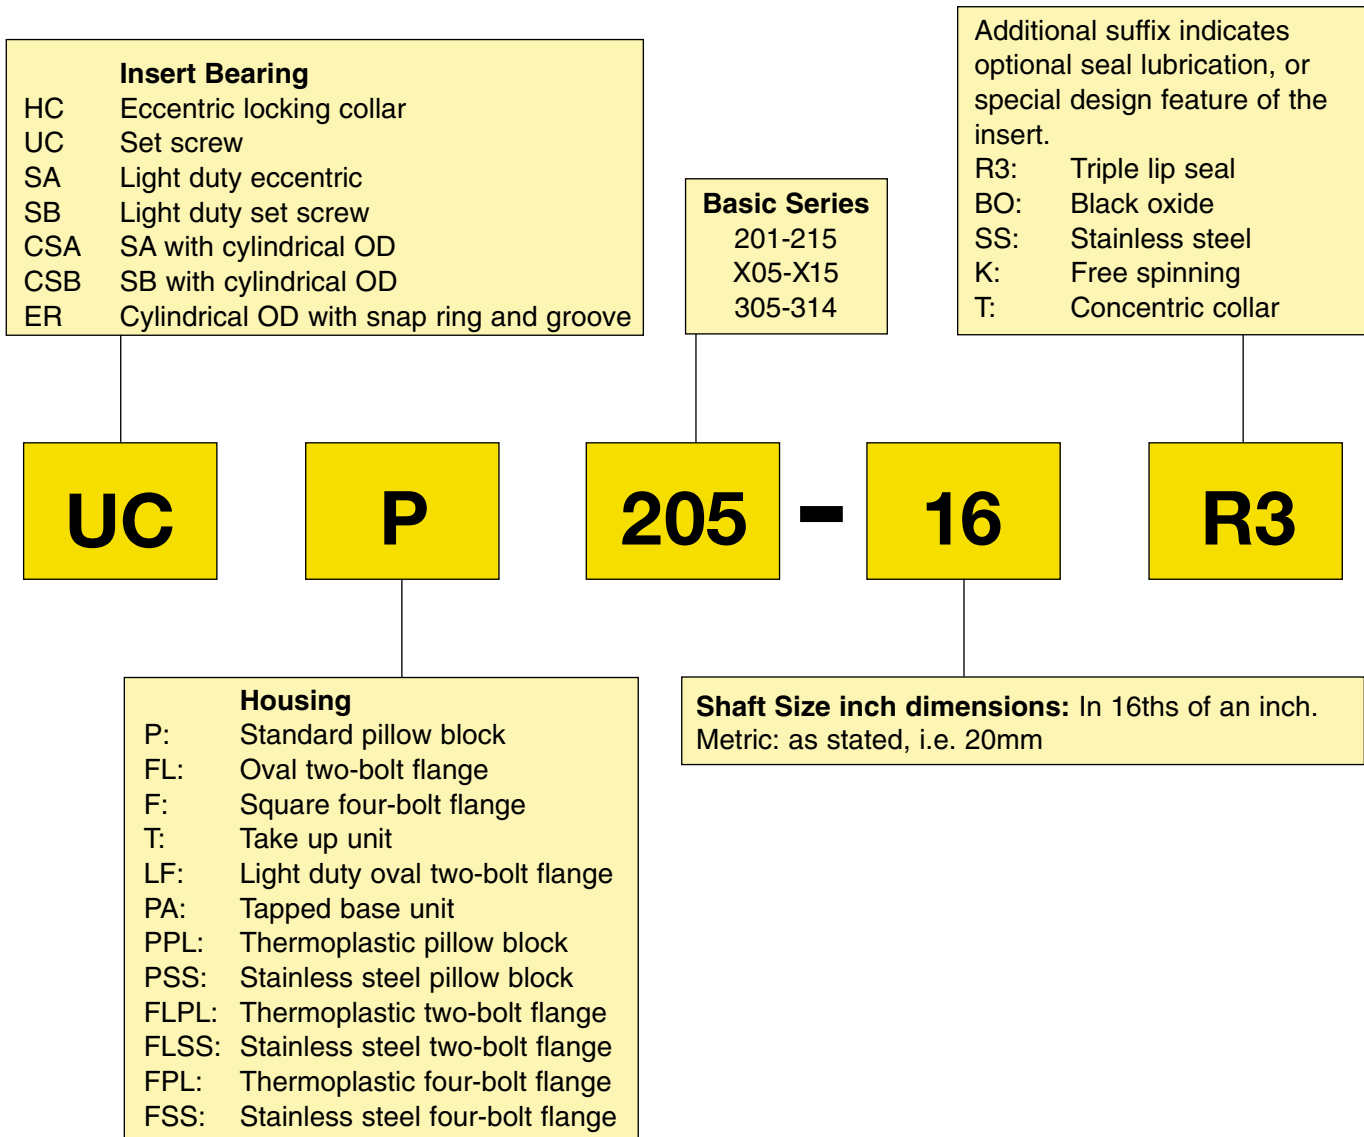 Insert Bearing
HC Eccentric locking collar
UC Set screw
SA Light duty eccentric
SB Light duty set screw
CSA SA with cylindrical OD
CSB SB with cylindrical OD
ER Cylindrical OD with snap ring and groove
Basic Series
201-215
X05-X15
305-314
Additional suffix indicates
optional seal lubrication, or
special design feature of the
insert.
R3: Triple lip seal
BO: Black oxide
SS: Stainless steel
K: Free spinning
T: Concentric collar
UC P 205 - 16 R3
Housing
P: Standard pillow block
FL: Oval two-bolt flange
F: Square four-bolt flange
T: Take up unit
LF: Light duty oval two-bolt flange
PA: Tapped base unit
PPL: Thermoplastic pillow block
PSS: Stainless steel pillow block
FLPL: Thermoplastic two-bolt flange
FLSS: Stainless steel two-bolt flange
FPL: Thermoplastic four-bolt flange
FSS: Stainless steel four-bolt flange
Shaft Size inch dimensions: In 16ths of an inch.
Metric: as stated, i.e. 20mm